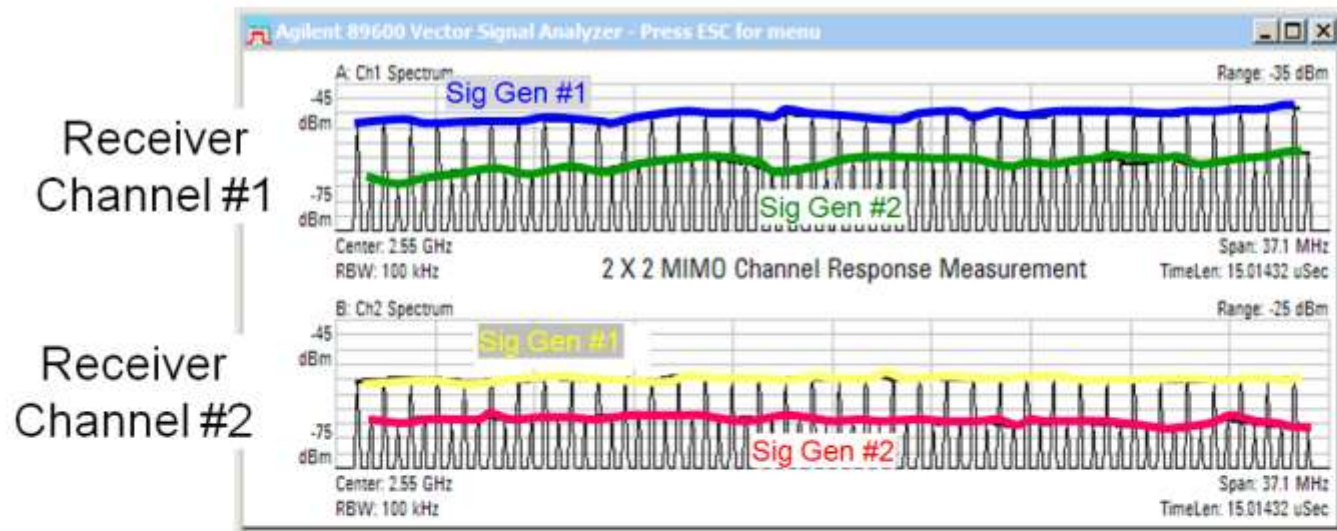 Agilent 89600 Vector Signal Analyzer - Press ESC for menu
A: Ch1 Spectrum
Range: -35 dBm
Sig Gen #1
-45
dBm
Receiver
Channel #1
-75
dBm
Sig Gen #2
Center: 2.55 GHz
Span: 37.1 MHz
RBW: 100 kHz
2 X 2 MIMO Channel Response Measurement
TimeLen: 15.01432 uSec
B: Ch2 Spectrum
Range: -25 dBm
-45
dBm
Sig Gen #1
Receiver
Channel #2
-75
dBm
Sig Gen #2
Center: 2.55 GHz
Span: 37.1 MHz
RBW: 100 kHz
TimeLen: 15.01432 uSec